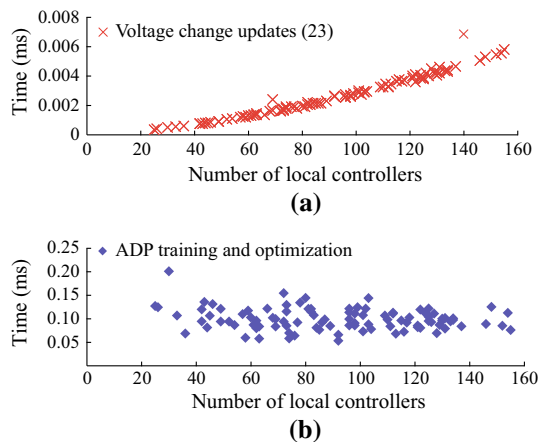 0.008
Voltage change updates (23)
0.006
0.004
0.002
0
Time (ms)
0 20 40 60 80 100 120 140 160
Number of local controllers
(a)
0.25
ADP training and optimization
0.20
0.15
0.10
0.05
Time (ms)
0 20 40 60 80 100 120 140 160
Number of local controllers
(b)